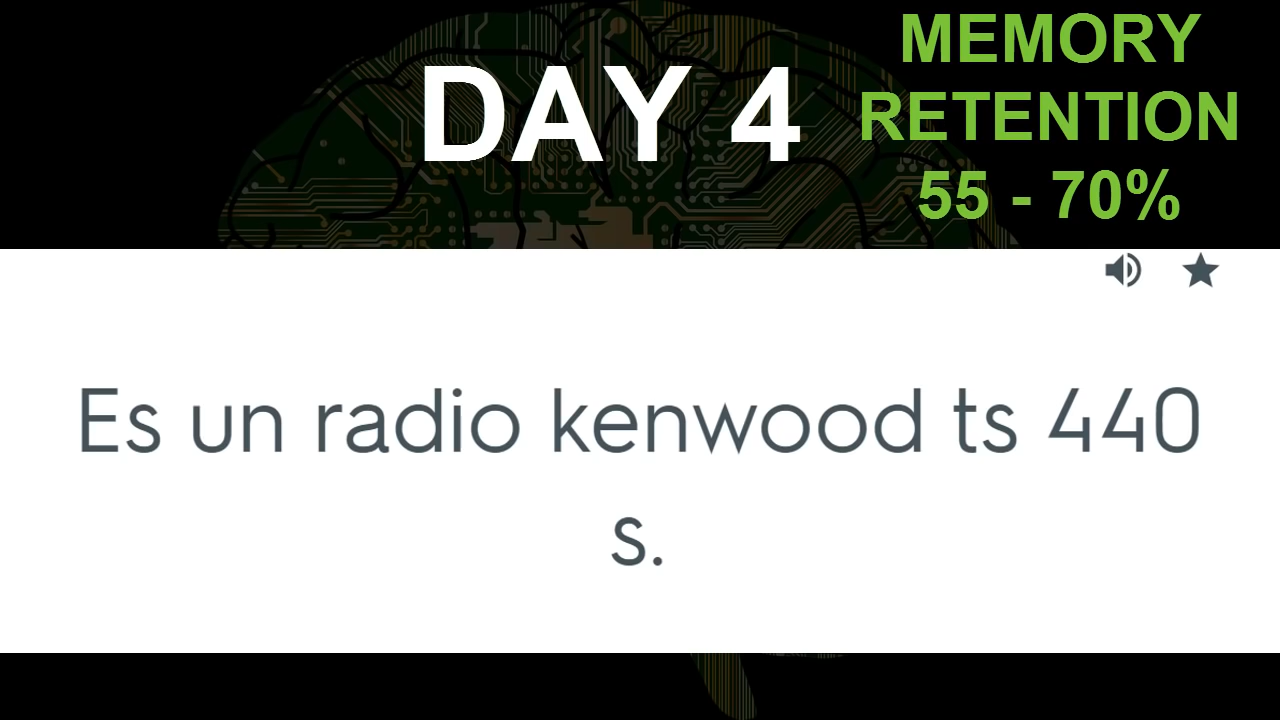 DAY 4
MEMORY
RETENTION
55 - 70%
Es un radio kenwood ts 440
s.